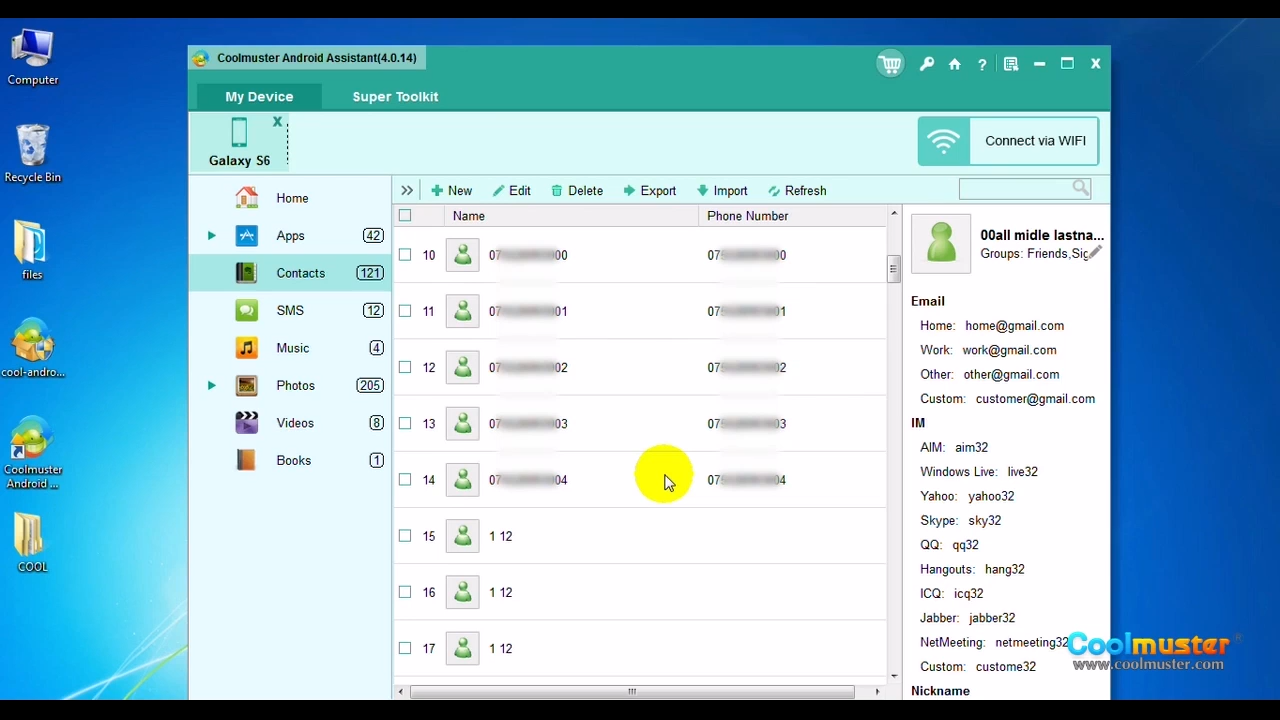 Computer
Recycle Bin
files
cool-andro...
Coolmuster
Android ...
COOL
Coolmuster Android Assistant(4.0.14)
My Device
Super Toolkit
Galaxy S6
Connect via WIFI
Home
Apps 42
Contacts 121
SMS 12
Music 4
Photos 205
Videos 8
Books 1
New Edit Delete Export Import Refresh
Name Phone Number
10
11
12
13
14
15 1 12
16 1 12
17 1 12
00all midle lastna...
Groups: Friends,Sig
Email
Home: home@gmail.com
Work: work@gmail.com
Other: other@gmail.com
Custom: customer@gmail.com
IM
AIM: aim32
Windows Live: live32
Yahoo: yahoo32
Skype: sky32
QQ: qq32
Hangouts: hang32
ICQ: icq32
Jabber: jabber32
NetMeeting: netmeeting32
Custom: custome32
Nickname
Coolmuster®
www.coolmuster.com